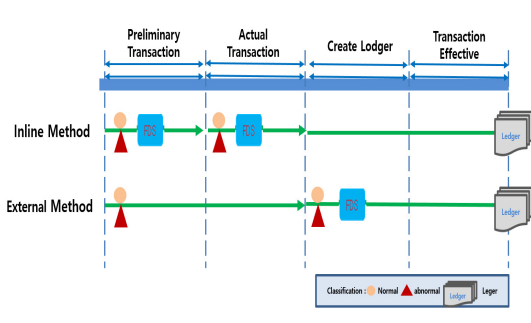 Preliminary
Transaction
Actual
Transaction
Create Lodger
Transaction
Effective
Inline Method
FDS
FDS
Ledger
External Method
FDS
Ledger
Classification : Normal abnormal Ledger Leger